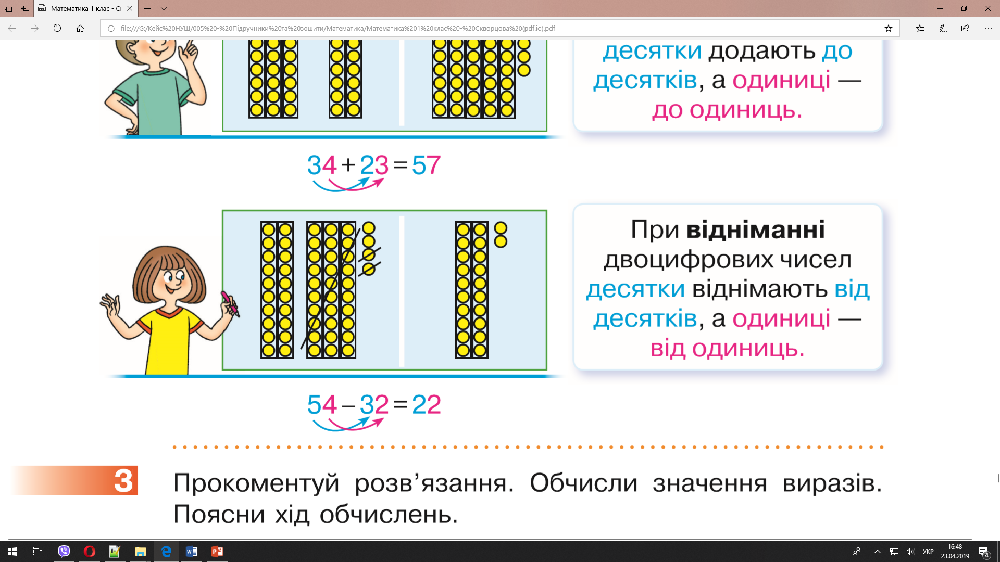 Математика 1 клас - Ск
file:///G:/Кейс%20НУШ/005%20-%20Підручники%20та%20зошити/Математика/Математика%201%20клас%20-%20Скворцова%20(pdf.io).pdf
десятки додають до
десятків, а одиниці —
до одиниць.
34 + 23 = 57
При відніманні
двоцифрових чисел
десятки віднімають від
десятків, а одиниці —
від одиниць.
54 – 32 = 22
3
Прокоментуй розв’язання. Обчисли значення виразів.
Поясни хід обчислень.
УКР
16:48
23.04.2019
4